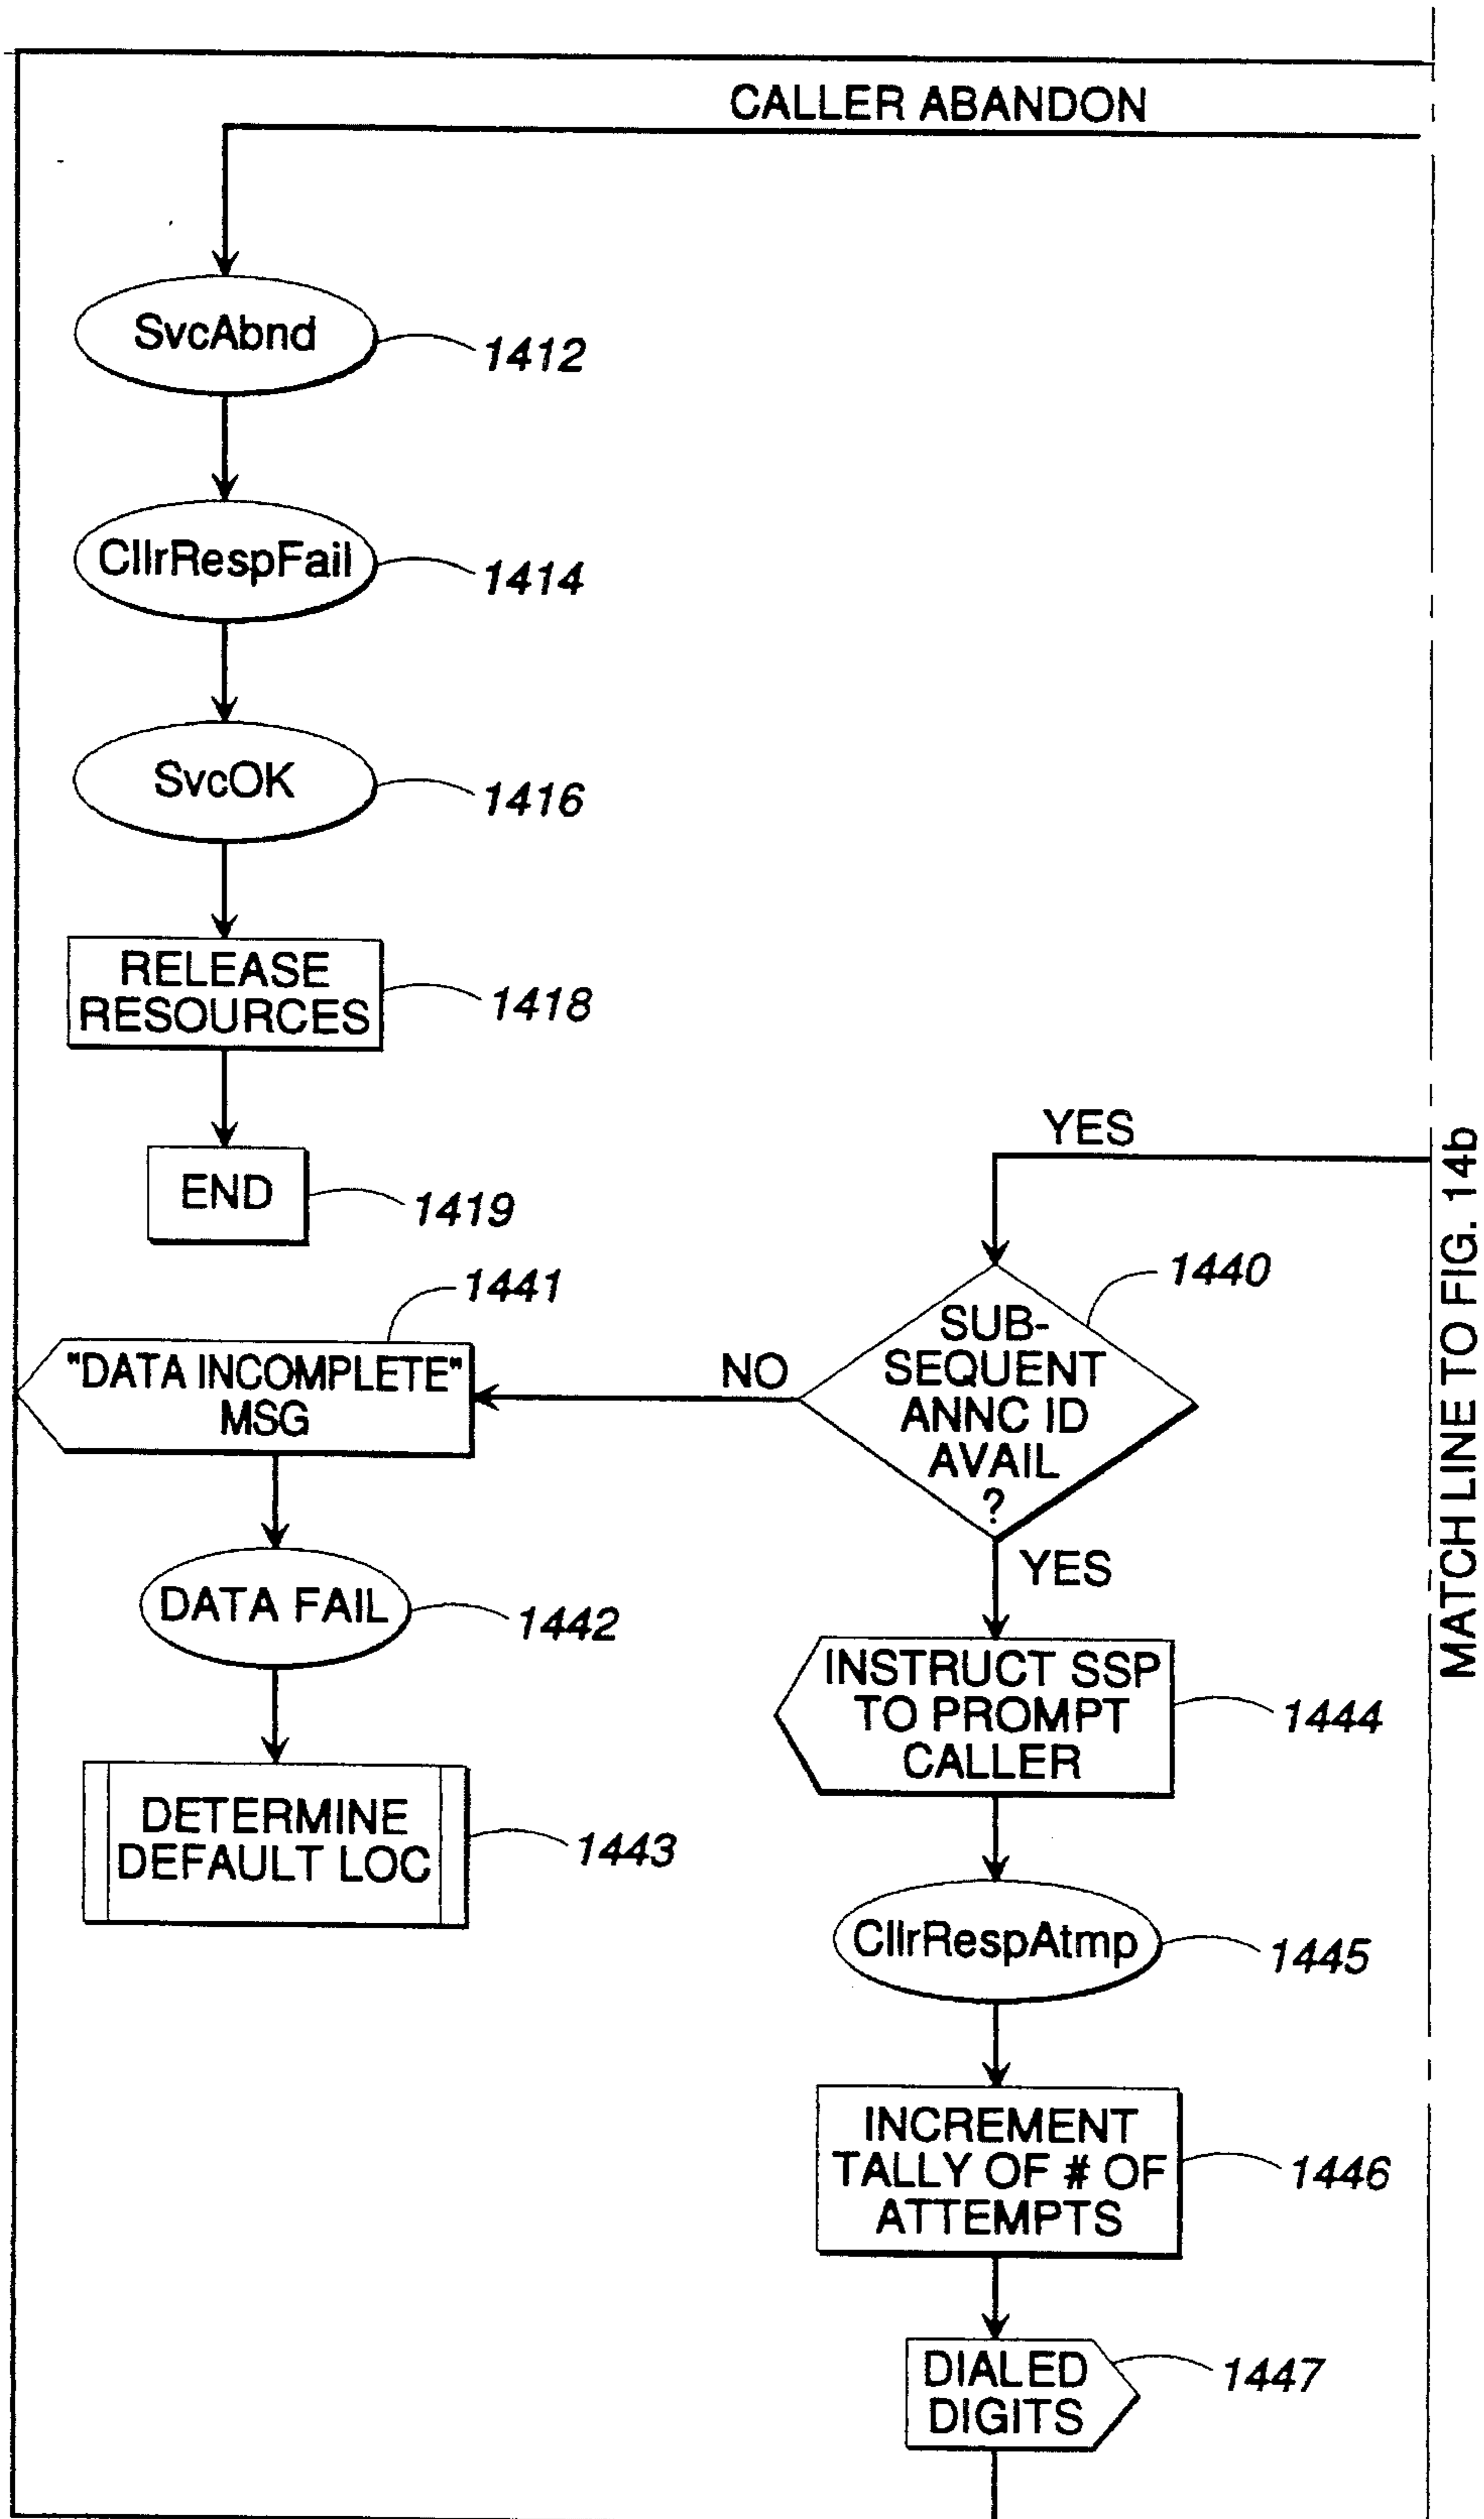 CALLER ABANDON
SvcAbnd
1412
CllrRespFail
1414
SvcOK
1416
RELEASE
RESOURCES
1418
END
1419
YES
1440
SUB-
SEQUENT
ANNC ID
AVAIL
?
NO
1441
"DATA INCOMPLETE"
MSG
DATA FAIL
1442
DETERMINE
DEFAULT LOC
1443
YES
INSTRUCT SSP
TO PROMPT
CALLER
1444
CllrRespAtmp
1445
INCREMENT
TALLY OF # OF
ATTEMPTS
1446
DIALED
DIGITS
1447
MATCH LINE TO FIG. 14b